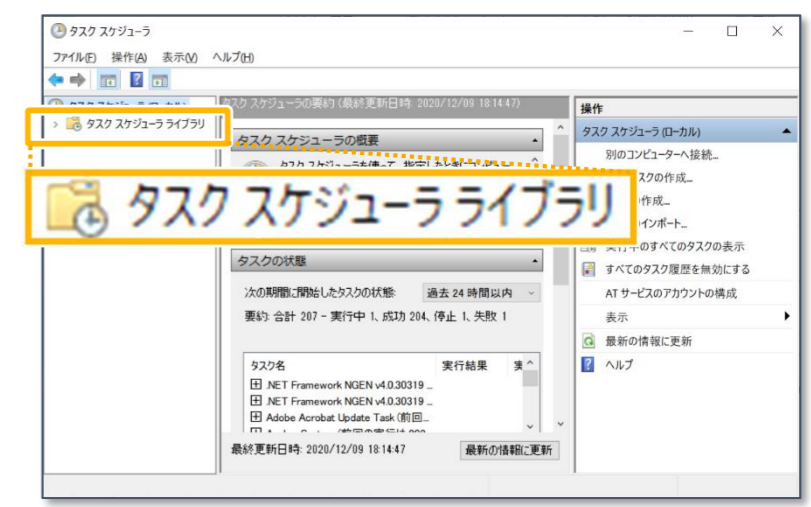 タスク スケジューラ
ファイル(F) 操作(A) 表示(V) ヘルプ(H)
タスク スケジューラの要約 (最終更新日時: 2020/12/09 18:14:47)
タスク スケジューラ ライブラリ
タスク スケジューラの概要
タスク スケジューラ ライブラリ
タスクの状態
次の期間に開始したタスクの状態: 過去 24 時間以内
要約: 合計 207 - 実行中 1、成功 204、停止 1、失敗 1
タスク名 実行結果 実
.NET Framework NGEN v4.0.30319 ...
.NET Framework NGEN v4.0.30319 ...
Adobe Acrobat Update Task (前回...
最終更新日時: 2020/12/09 18:14:47 最新の情報に更新
操作
タスク スケジューラ (ローカル)
別のコンピューターへ接続...
スクの作成...
作成...
インポート...
実行中のすべてのタスクの表示
すべてのタスク履歴を無効にする
AT サービスのアカウントの構成
表示
最新の情報に更新
ヘルプ